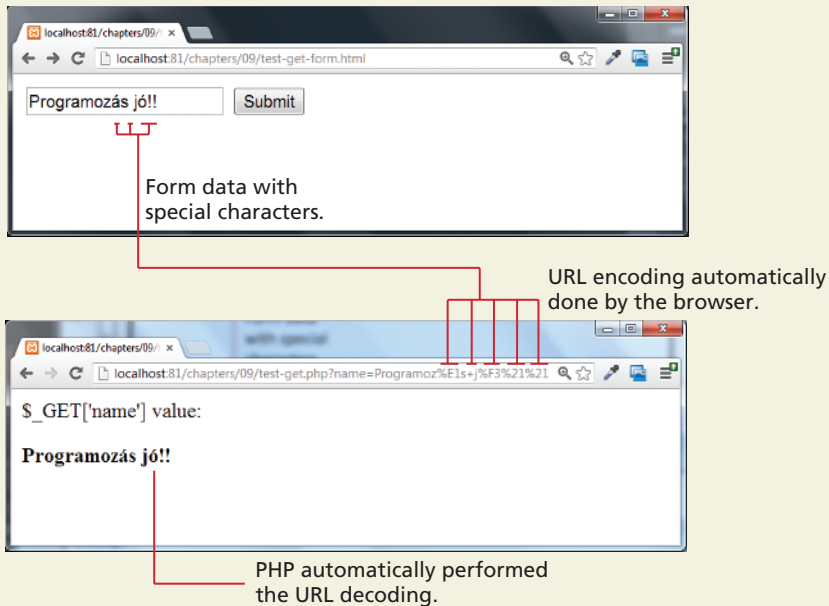 localhost:81/chapters/09/
localhost:81/chapters/09/test-get-form.html
Programozás jó!!
Submit
Form data with
special characters.
URL encoding automatically
done by the browser.
localhost:81/chapters/09/
localhost:81/chapters/09/test-get.php?name=Programoz%E1s+j%F3%21%21
$_GET['name'] value:
Programozás jó!!
PHP automatically performed
the URL decoding.